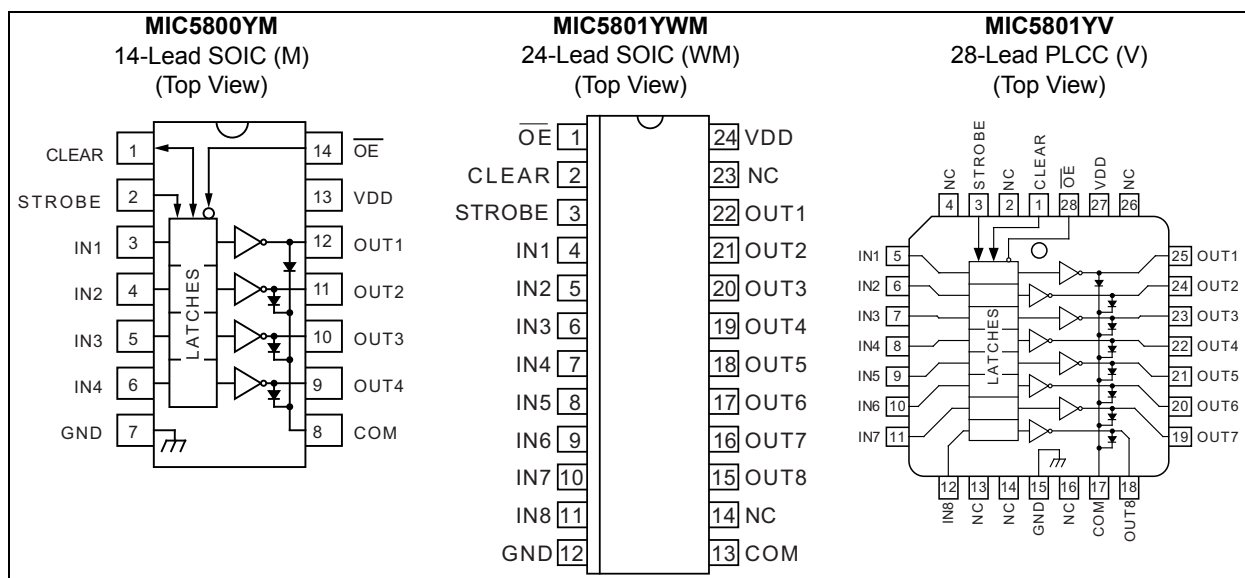 MIC5800YM
14-Lead SOIC (M)
(Top View)
CLEAR 1
14 OE
STROBE 2
13 VDD
IN1 3
12 OUT1
IN2 4
11 OUT2
IN3 5
10 OUT3
IN4 6
9 OUT4
GND 7
8 COM
LATCHES
MIC5801YWM
24-Lead SOIC (WM)
(Top View)
OE 1
24 VDD
CLEAR 2
23 NC
STROBE 3
22 OUT1
IN1 4
21 OUT2
IN2 5
20 OUT3
IN3 6
19 OUT4
IN4 7
18 OUT5
IN5 8
17 OUT6
IN6 9
16 OUT7
IN7 10
15 OUT8
IN8 11
14 NC
GND 12
13 COM
MIC5801YV
28-Lead PLCC (V)
(Top View)
NC 4
STROBE 3
NC 2
CLEAR 1
OE 28
VDD 27
NC 26
IN1 5
25 OUT1
IN2 6
24 OUT2
IN3 7
23 OUT3
IN4 8
22 OUT4
IN5 9
21 OUT5
IN6 10
20 OUT6
IN7 11
19 OUT7
LATCHES
12 IN8
13 NC
14 NC
15 GND
16 NC
17 COM
18 OUT8